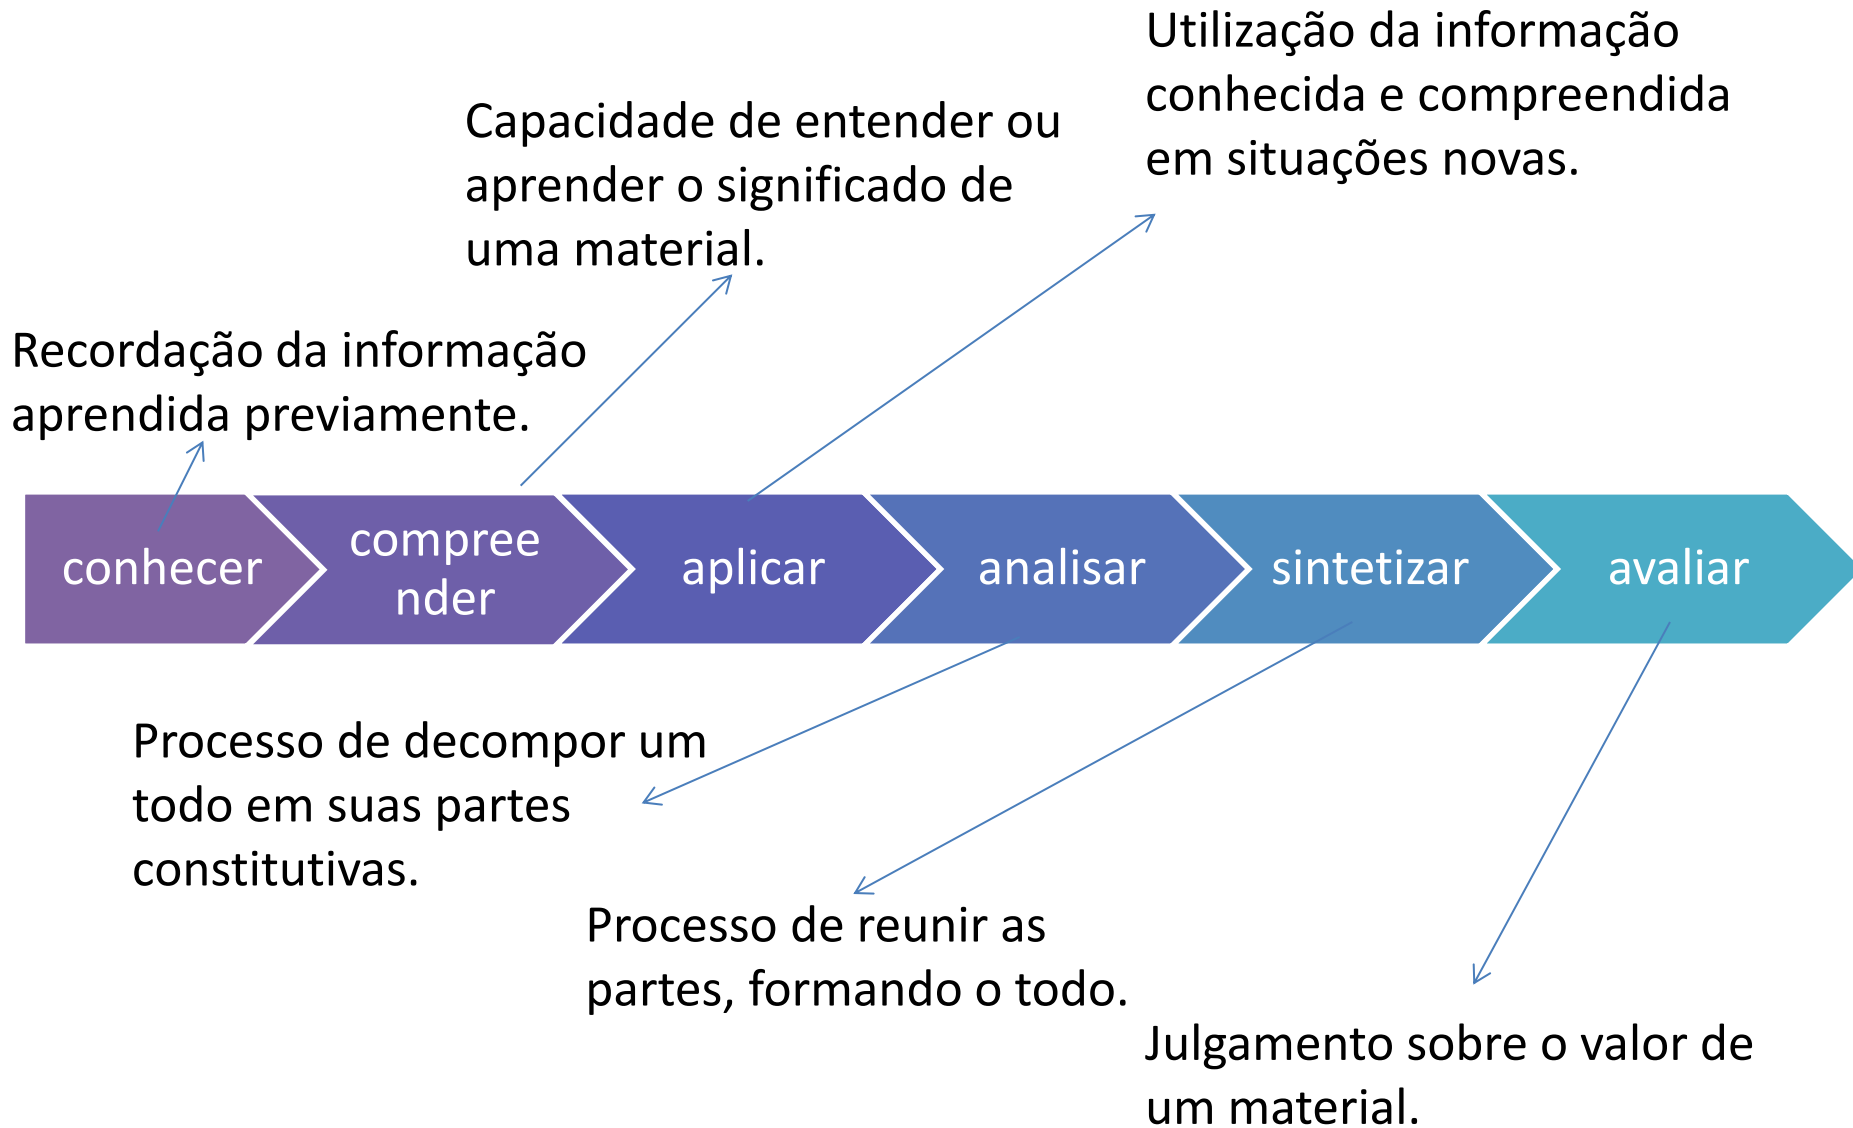 Utilização da informação
conhecida e compreendida
em situações novas.
Capacidade de entender ou
aprender o significado de
uma material.
Recordação da informação
aprendida previamente.
conhecer
compree
nder
aplicar
analisar
sintetizar
avaliar
Processo de decompor um
todo em suas partes
constitutivas.
Processo de reunir as
partes, formando o todo.
Julgamento sobre o valor de
um material.